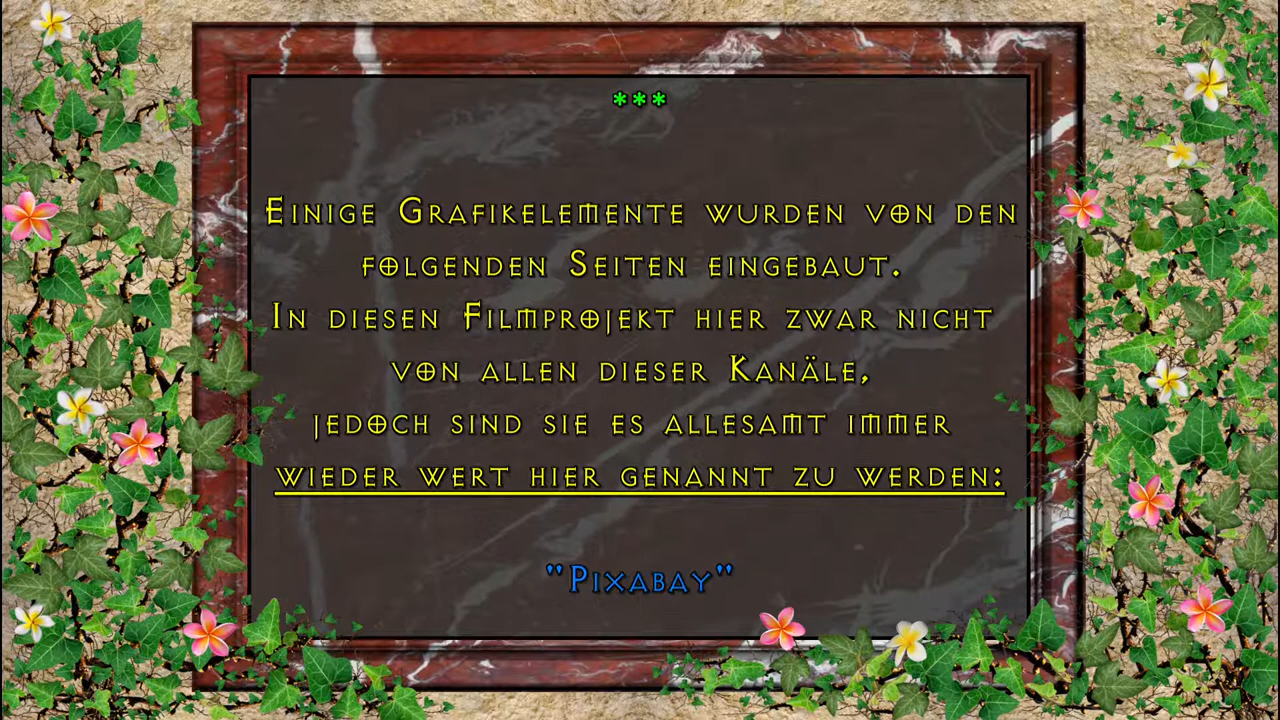 ***
Einige Grafikelemente wurden von den
folgenden Seiten eingebaut.
In diesen Filmprojekt hier zwar nicht
von allen dieser Kanäle,
jedoch sind sie es allesamt immer
wieder wert hier genannt zu werden:
"Pixabay"